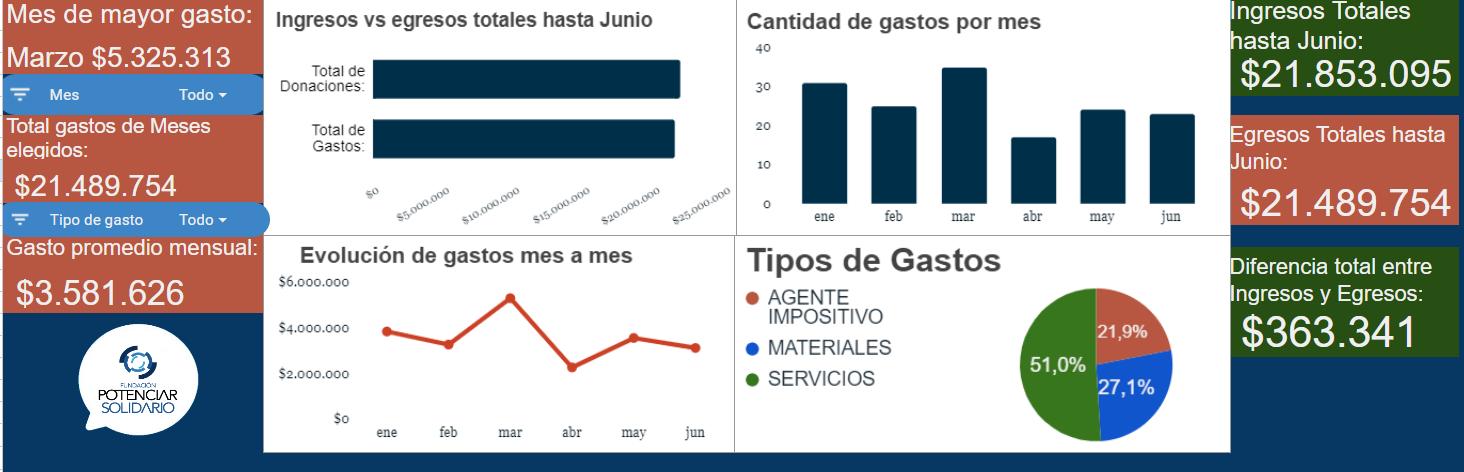 Mes de mayor gasto:
Marzo $5.325.313
Mes Todo
Total gastos de Meses
elegidos:
$21.489.754
Tipo de gasto Todo
Gasto promedio mensual:
$3.581.626
FUNDACIÓN
POTENCIAR
SOLIDARIO
Ingresos vs egresos totales hasta Junio
Total de
Donaciones:
Total de
Gastos:
$0
$5.000.000
$10.000.000
$15.000.000
$20.000.000
$25.000.000
Cantidad de gastos por mes
40
30
20
10
0
ene feb mar abr may jun
Evolución de gastos mes a mes
$6.000.000
$4.000.000
$2.000.000
$0
ene feb mar abr may jun
Tipos de Gastos
AGENTE
IMPOSITIVO
MATERIALES
SERVICIOS
21,9%
51,0%
27,1%
Ingresos Totales
hasta Junio:
$21.853.095
Egresos Totales hasta
Junio:
$21.489.754
Diferencia total entre
Ingresos y Egresos:
$363.341